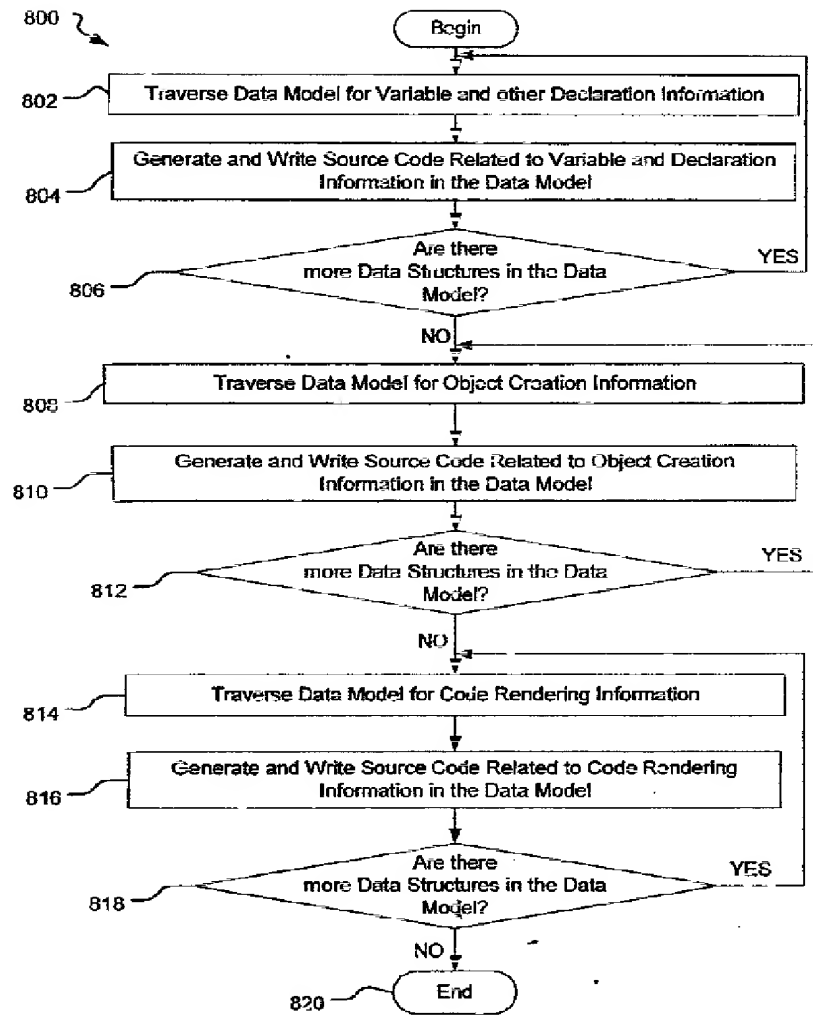 800
Begin
802
Traverse Data Model for Variable and other Declaration Information
804
Generate and Write Source Code Related to Variable and Declaration
Information in the Data Model
806
Are there
more Data Structures in the Data
Model?
YES
NO
808
Traverse Data Model for Object Creation Information
810
Generate and Write Source Code Related to Object Creation
Information in the Data Model
812
Are there
more Data Structures in the Data
Model?
YES
NO
814
Traverse Data Model for Code Rendering Information
816
Generate and Write Source Code Related to Code Rendering
Information in the Data Model
818
Are there
more Data Structures in the Data
Model?
YES
NO
820
End